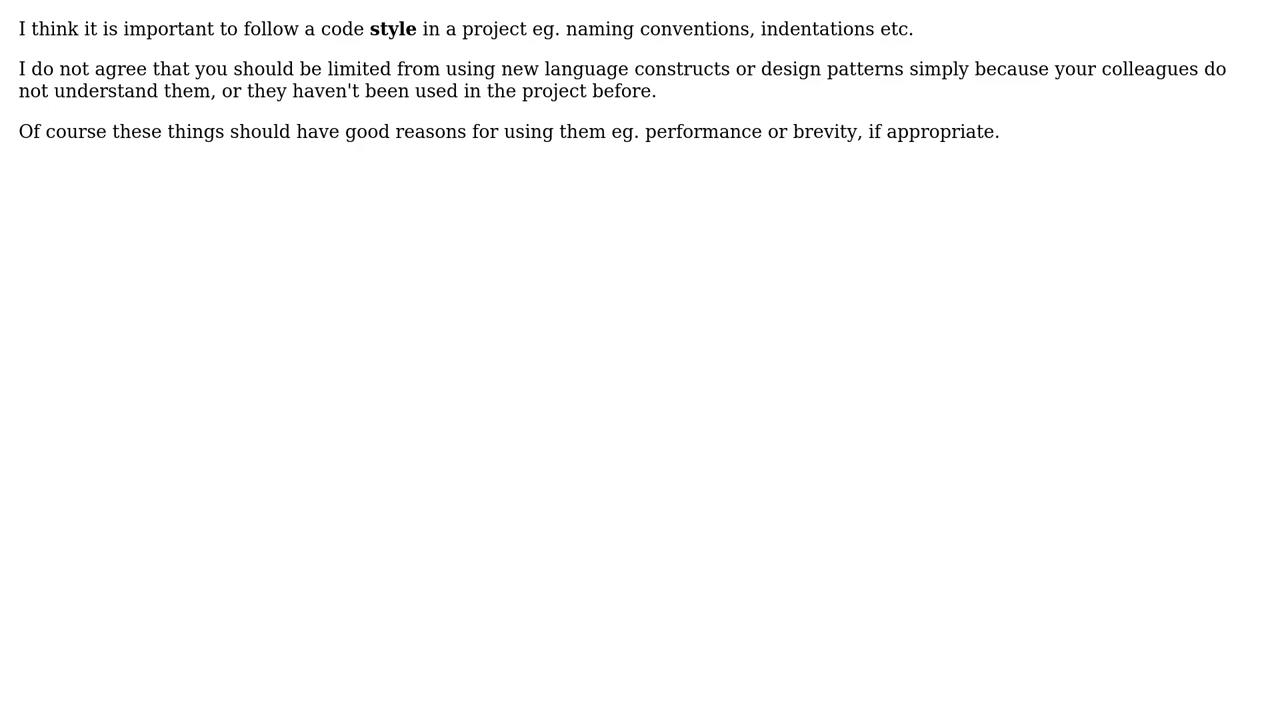 I think it is important to follow a code style in a project eg. naming conventions, indentations etc.
I do not agree that you should be limited from using new language constructs or design patterns simply because your colleagues do
not understand them, or they haven't been used in the project before.
Of course these things should have good reasons for using them eg. performance or brevity, if appropriate.